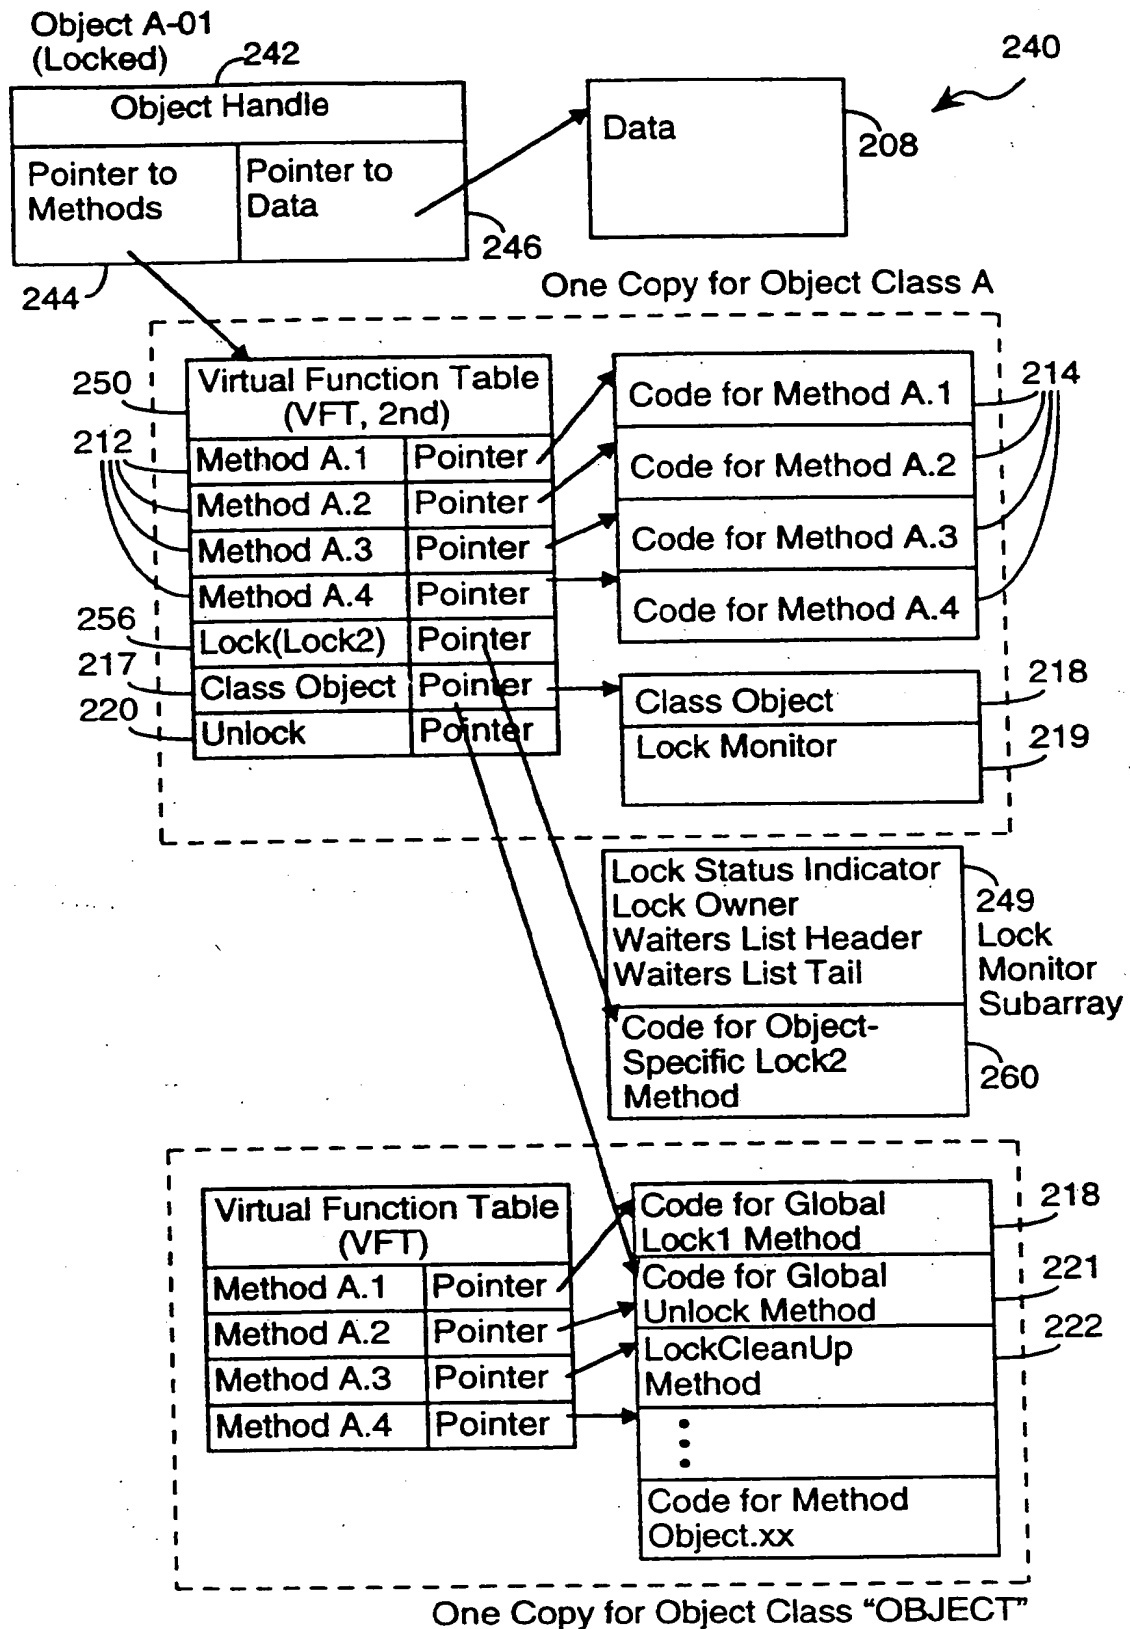 Object A-01
(Locked)
242
240
Object Handle
Pointer to
Methods
Pointer to
Data
Data
208
246
244
One Copy for Object Class A
250
Virtual Function Table
(VFT, 2nd)
212
Method A.1 Pointer
Method A.2 Pointer
Method A.3 Pointer
Method A.4 Pointer
256
Lock(Lock2) Pointer
217
Class Object Pointer
220
Unlock Pointer
Code for Method A.1
214
Code for Method A.2
Code for Method A.3
Code for Method A.4
Class Object
218
Lock Monitor
219
Lock Status Indicator
Lock Owner
Waiters List Header
Waiters List Tail
249
Lock
Monitor
Subarray
Code for Object-
Specific Lock2
Method
260
Virtual Function Table
(VFT)
Method A.1 Pointer
Method A.2 Pointer
Method A.3 Pointer
Method A.4 Pointer
Code for Global
Lock1 Method
218
Code for Global
Unlock Method
221
LockCleanUp
Method
222
Code for Method
Object.xx
One Copy for Object Class "OBJECT"